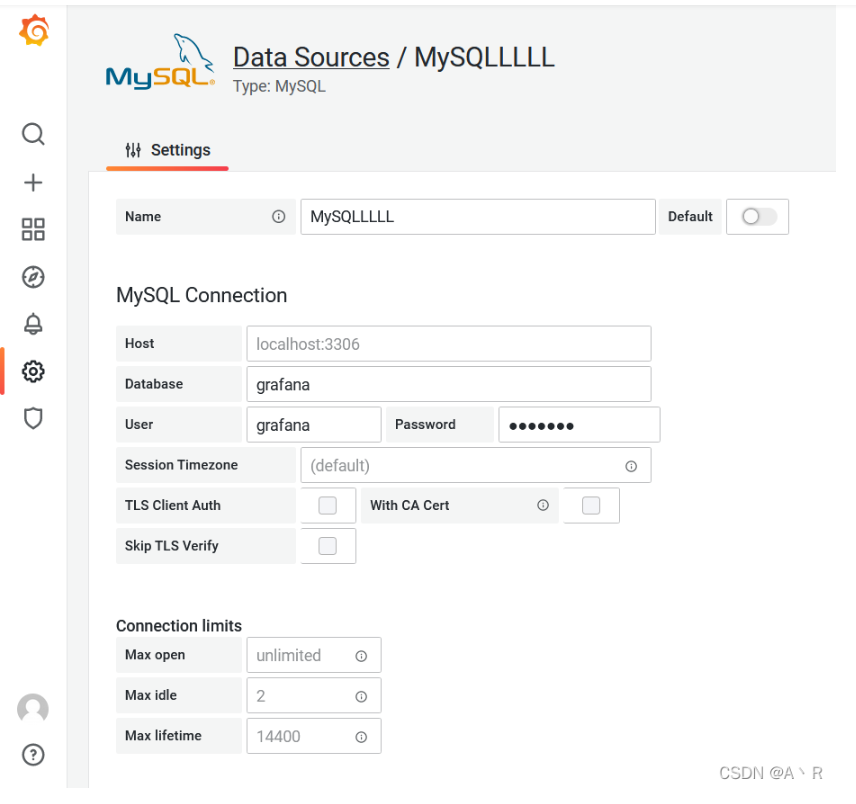 MySQL®
Data Sources / MySQLLLLL
Type: MySQL
Settings
Name MySQLLLLL Default
MySQL Connection
Host localhost:3306
Database grafana
User grafana Password •••••••
Session Timezone (default)
TLS Client Auth With CA Cert
Skip TLS Verify
Connection limits
Max open unlimited
Max idle 2
Max lifetime 14400
CSDN @A丶R